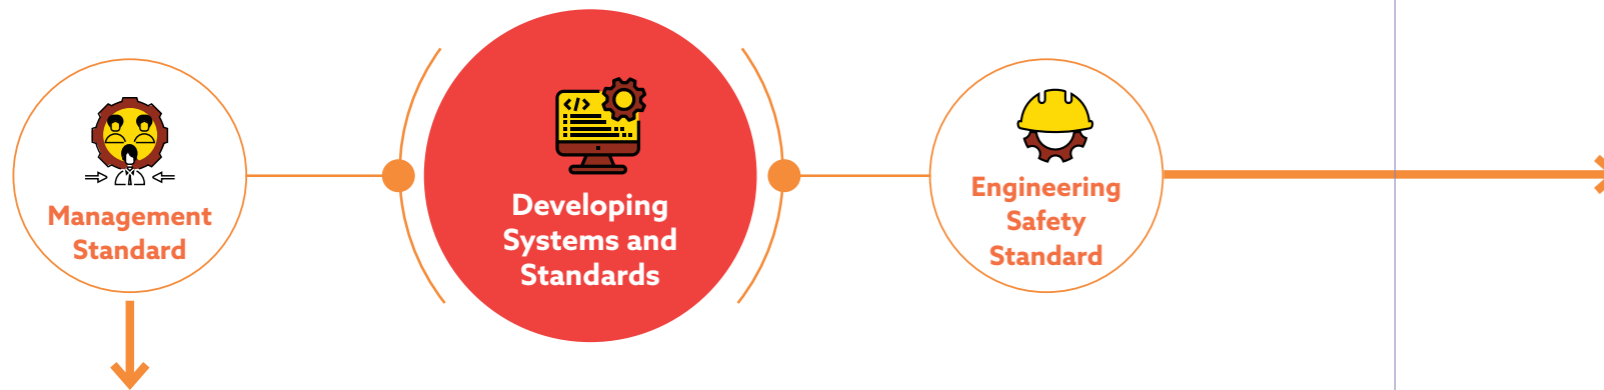 Management
Standard
Developing
Systems and
Standards
Engineering
Safety
Standard